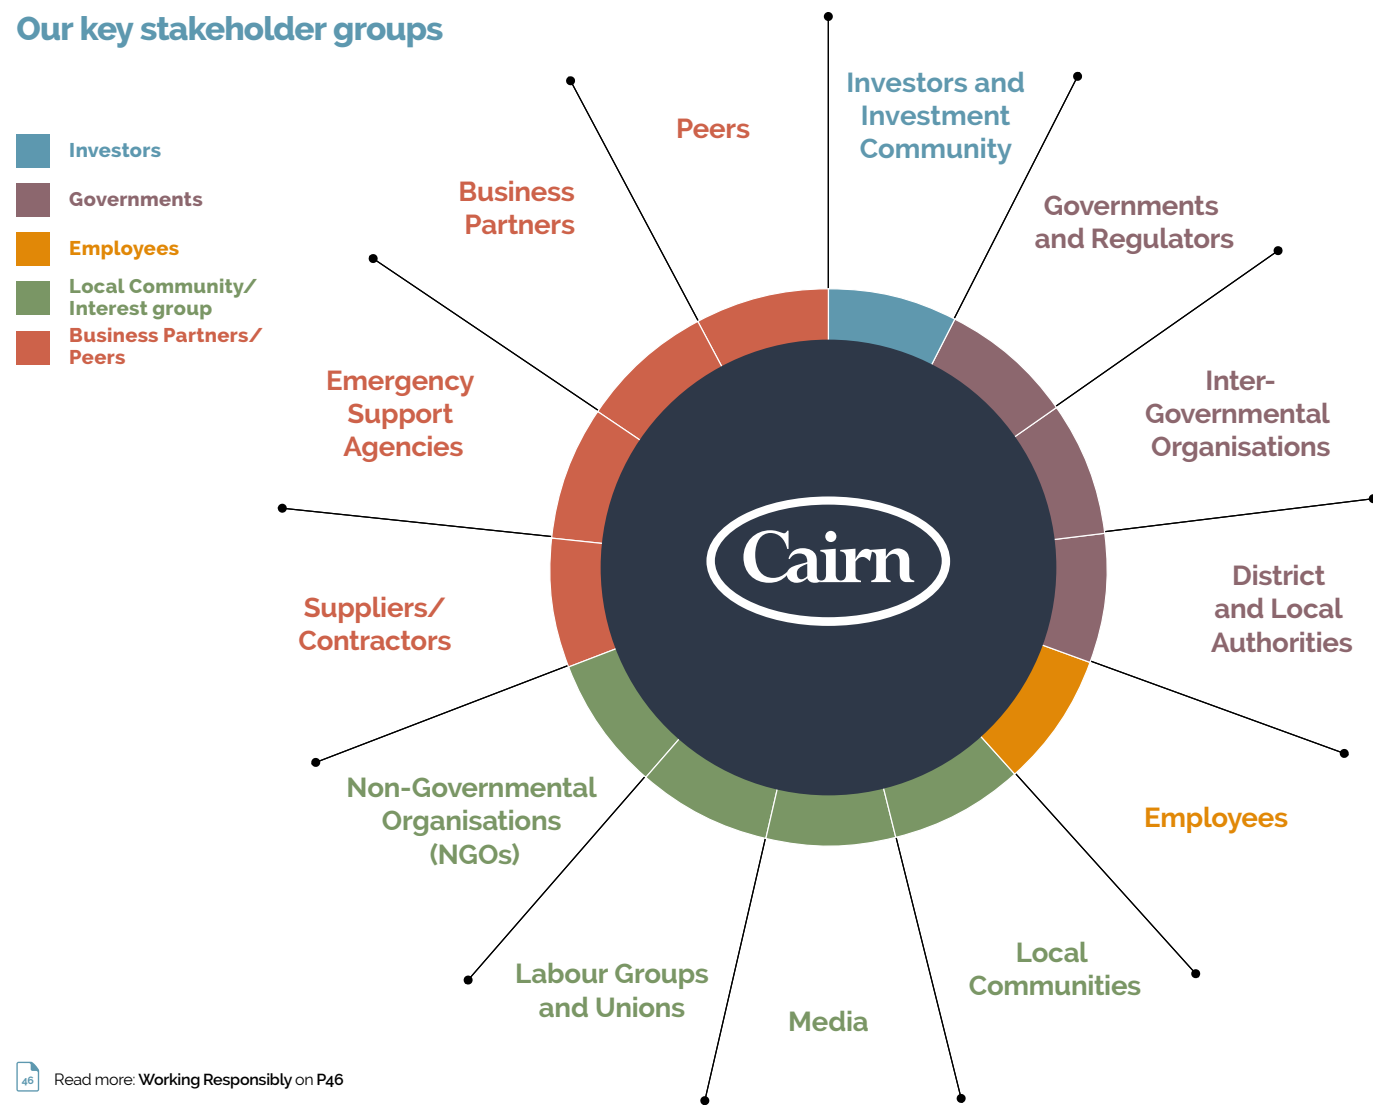 Our key stakeholder groups
Investors
Governments
Employees
Local Community/
Interest group
Business Partners/
Peers
Investors and
Investment
Community
Governments
and Regulators
Inter-
Governmental
Organisations
District
and Local
Authorities
Employees
Local
Communities
Media
Labour Groups
and Unions
Non-Governmental
Organisations
(NGOs)
Suppliers/
Contractors
Emergency
Support
Agencies
Business
Partners
Peers
Cairn
46
Read more: Working Responsibly on P46